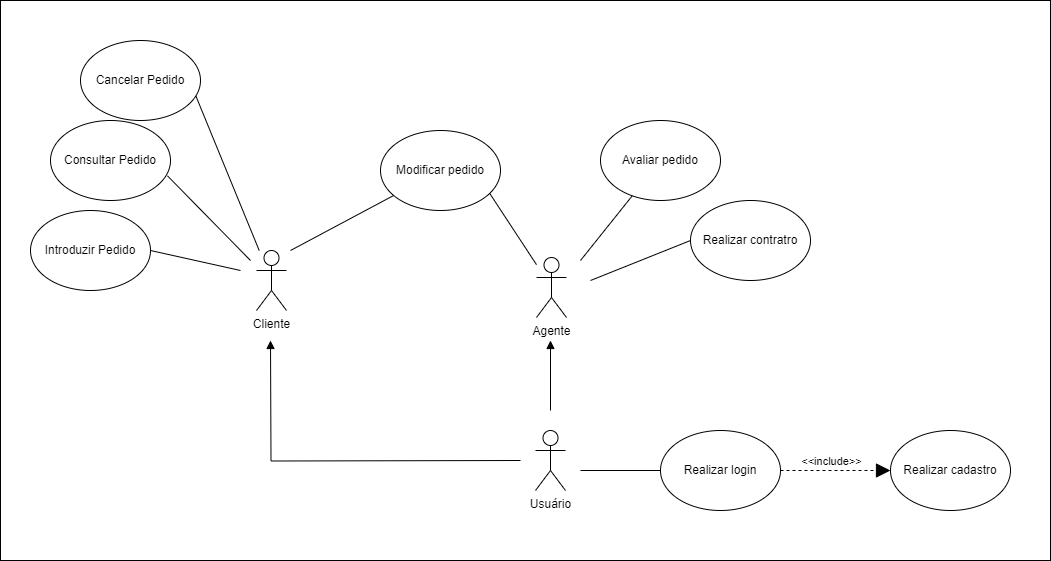 Cancelar Pedido
Consultar Pedido
Introduzir Pedido
Modificar pedido
Avaliar pedido
Realizar contratro
Cliente
Agente
Usuário
Realizar login
<<include>>
Realizar cadastro